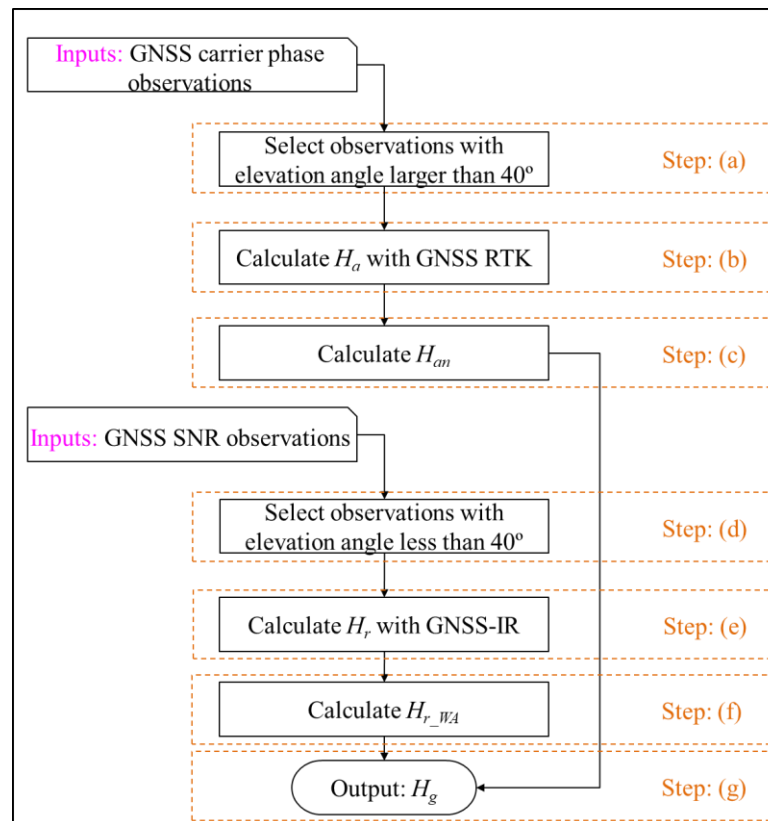 Inputs: GNSS carrier phase
observations
Select observations with
elevation angle larger than 40º
Step: (a)
Calculate Ha with GNSS RTK
Step: (b)
Calculate Han
Step: (c)
Inputs: GNSS SNR observations
Select observations with
elevation angle less than 40º
Step: (d)
Calculate Hr with GNSS-IR
Step: (e)
Calculate Hr_WA
Step: (f)
Output: Hg
Step: (g)